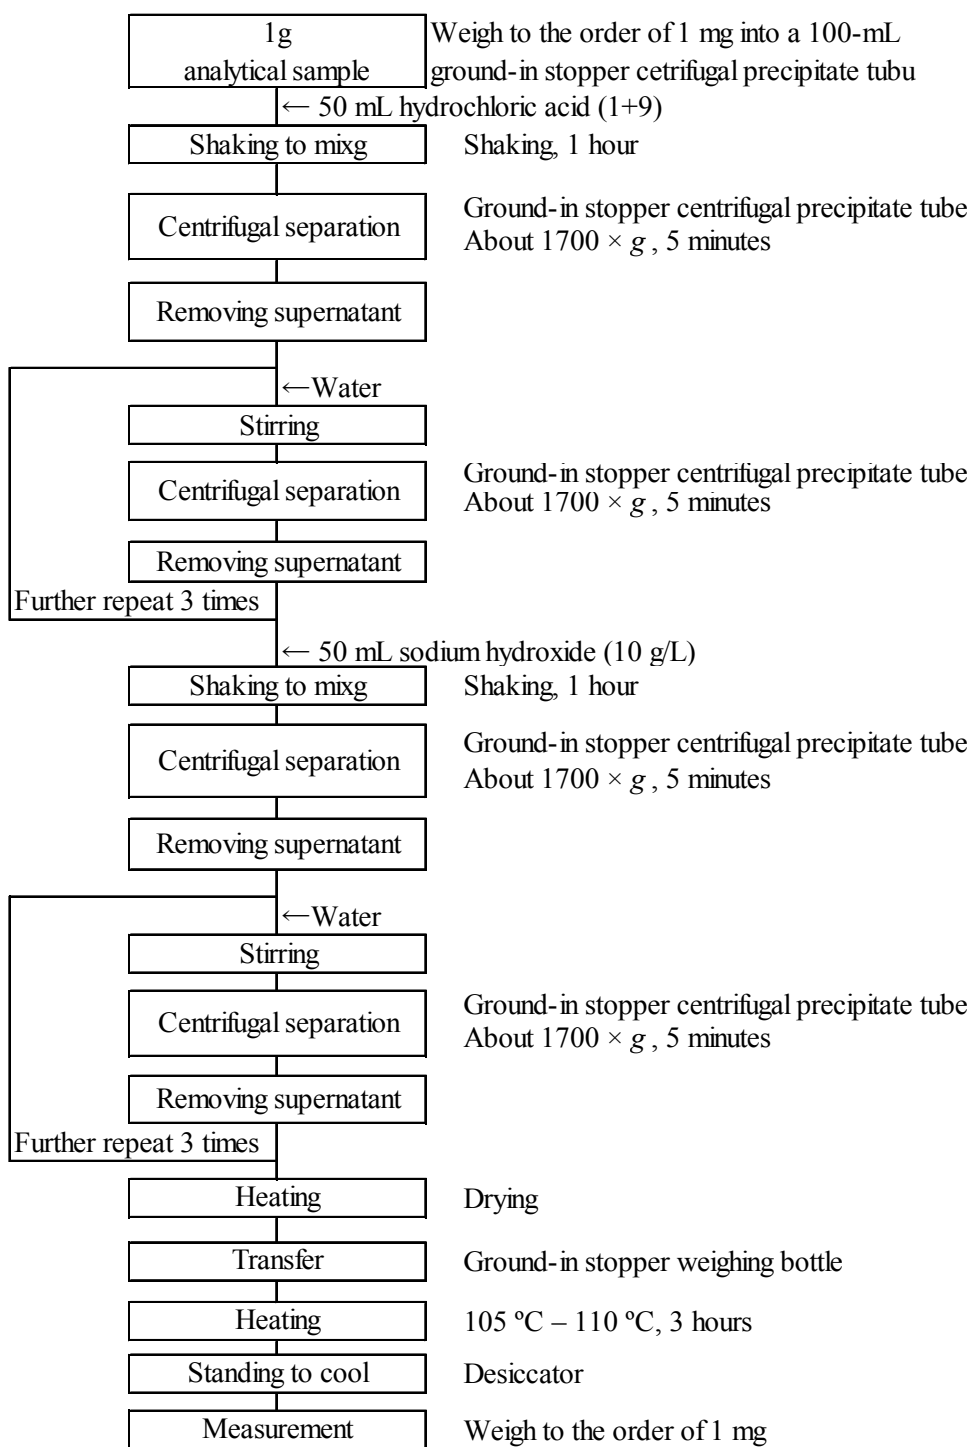 1g
analytical sample
Weigh to the order of 1 mg into a 100-mL
ground-in stopper cetrifugal precipitate tubu
← 50 mL hydrochloric acid (1+9)
Shaking to mixg
Shaking, 1 hour
Centrifugal separation
Ground-in stopper centrifugal precipitate tube
About 1700 × g , 5 minutes
Removing supernatant
←Water
Stirring
Centrifugal separation
Ground-in stopper centrifugal precipitate tube
About 1700 × g , 5 minutes
Removing supernatant
Further repeat 3 times
← 50 mL sodium hydroxide (10 g/L)
Shaking to mixg
Shaking, 1 hour
Centrifugal separation
Ground-in stopper centrifugal precipitate tube
About 1700 × g , 5 minutes
Removing supernatant
←Water
Stirring
Centrifugal separation
Ground-in stopper centrifugal precipitate tube
About 1700 × g , 5 minutes
Removing supernatant
Further repeat 3 times
Heating
Drying
Transfer
Ground-in stopper weighing bottle
Heating
105 ºC – 110 ºC, 3 hours
Standing to cool
Desiccator
Measurement
Weigh to the order of 1 mg